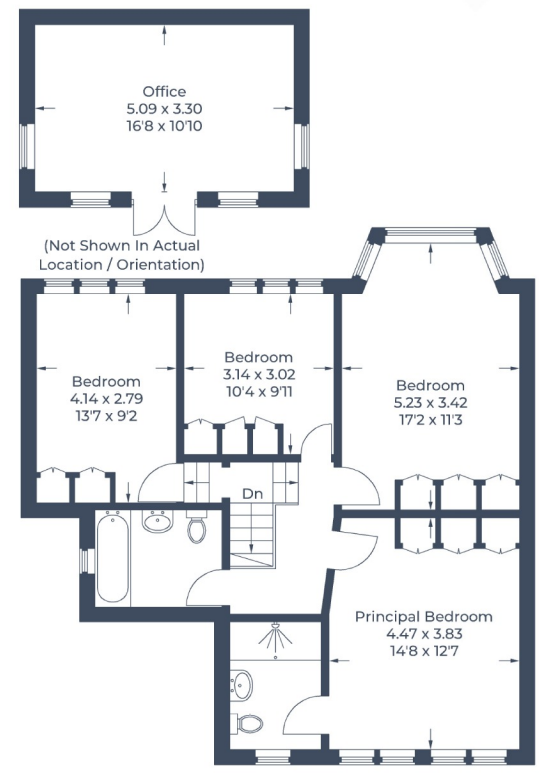 Office
5.09 x 3.30
16'8 x 10'10
(Not Shown In Actual
Location / Orientation)
Bedroom
4.14 x 2.79
13'7 x 9'2
Bedroom
3.14 x 3.02
10'4 x 9'11
Bedroom
5.23 x 3.42
17'2 x 11'3
Dn
Principal Bedroom
4.47 x 3.83
14'8 x 12'7